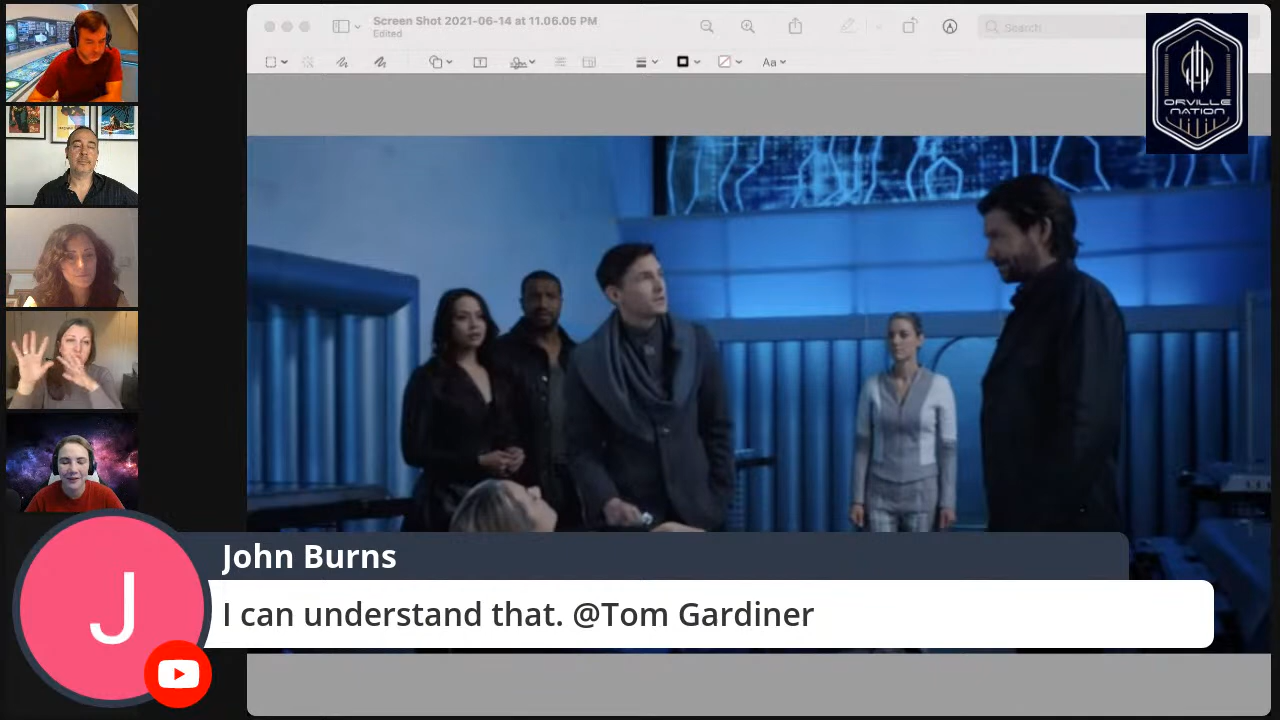 Screen Shot 2021-06-14 at 11.06.05 PM
Edited
Search
Aa
ORVILLE
NATION
John Burns
J
I can understand that. @Tom Gardiner